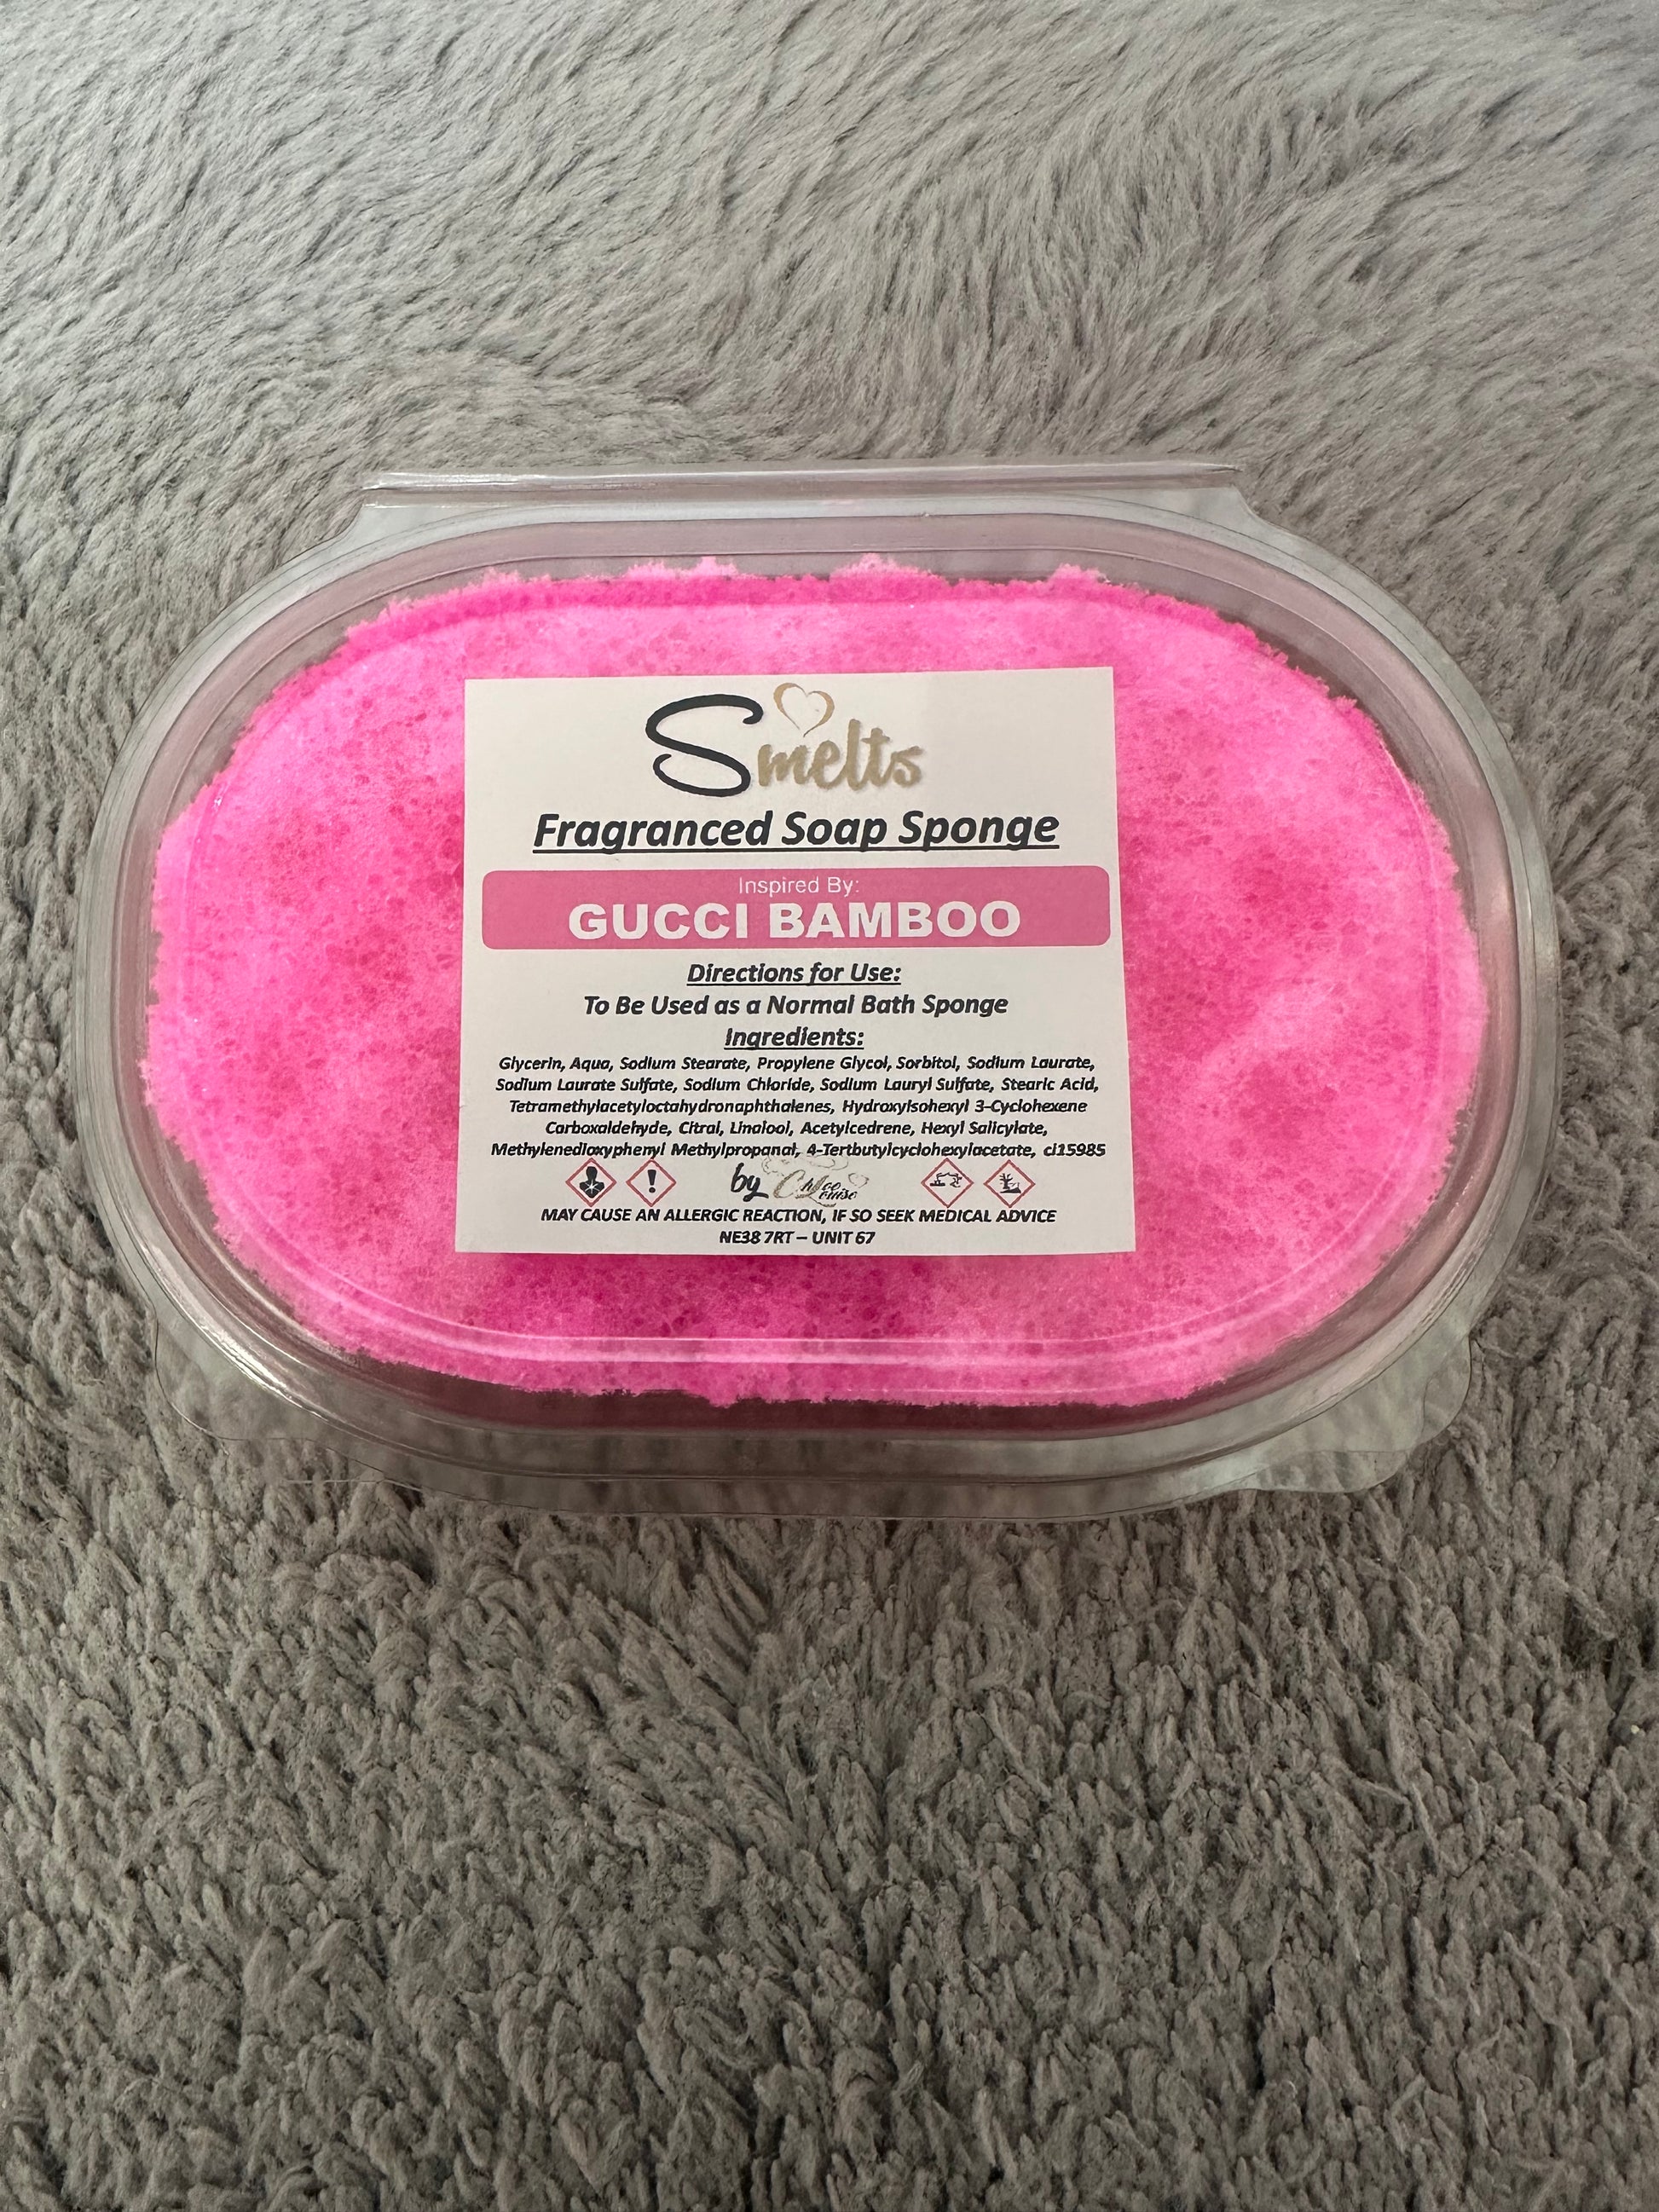 Smelts
Fragranced Soap Sponge
Inspired By:
GUCCI BAMBOO
Directions for Use:
To Be Used as a Normal Bath Sponge
Ingredients:
Glycerin, Aqua, Sodium Stearate, Propylene Glycol, Sorbitol, Sodium Laurate,
Sodium Laurate Sulfate, Sodium Chloride, Sodium Lauryl Sulfate, Stearic Acid,
Tetramethylacetyloctahydronaphthalenes, Hydroxylsohexyl 3-Cyclohexene
Carboxaldehyde, Citral, Linalool, Acetylcedrene, Hexyl Salicylate,
Methylenedioxyphenyl Methylpropanal, 4-Tertbutylcyclohexylacetate, ci15985
by Chloe Louise
MAY CAUSE AN ALLERGIC REACTION, IF SO SEEK MEDICAL ADVICE
NE38 7RT – UNIT 67